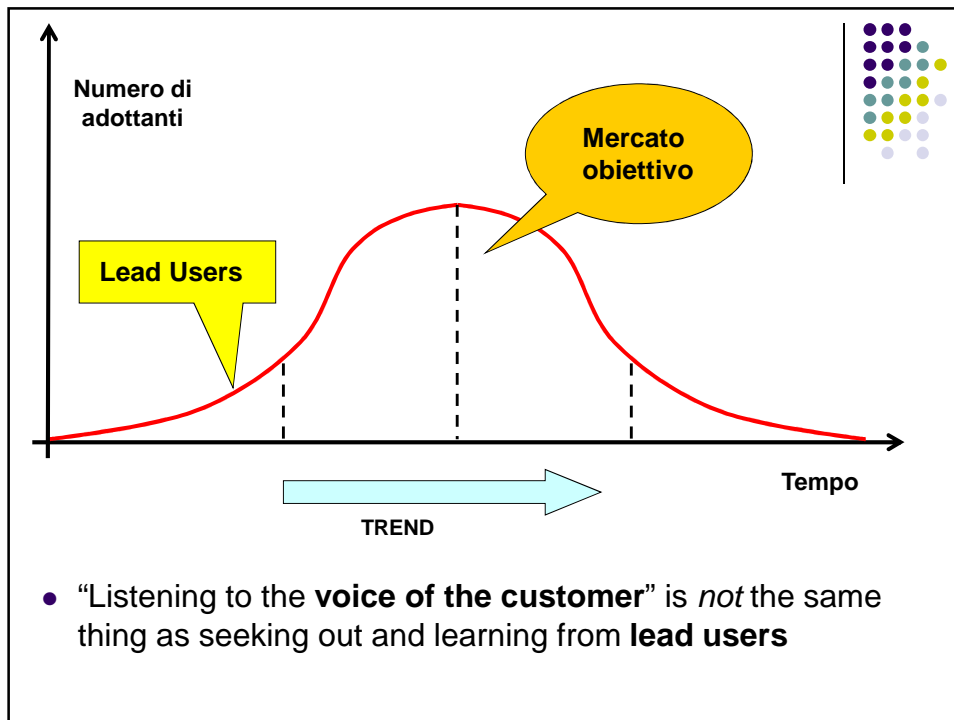 Numero di
adottanti
Mercato
obiettivo
Lead Users
Tempo
TREND
“Listening to the voice of the customer” is not the same
thing as seeking out and learning from lead users